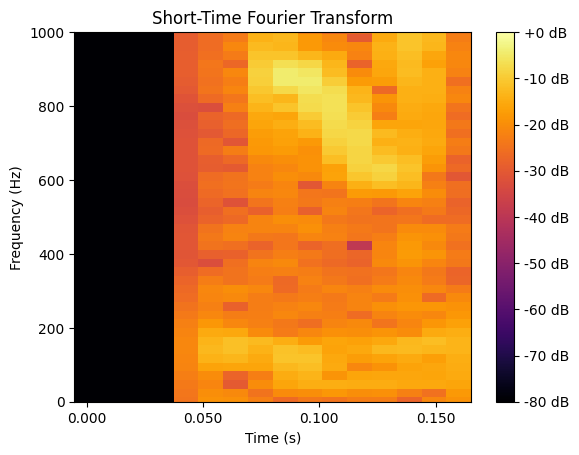 Short-Time Fourier Transform
1000
800
600
400
200
0
Frequency (Hz)
0.000
0.050
0.100
0.150
Time (s)
+0 dB
-10 dB
-20 dB
-30 dB
-40 dB
-50 dB
-60 dB
-70 dB
-80 dB